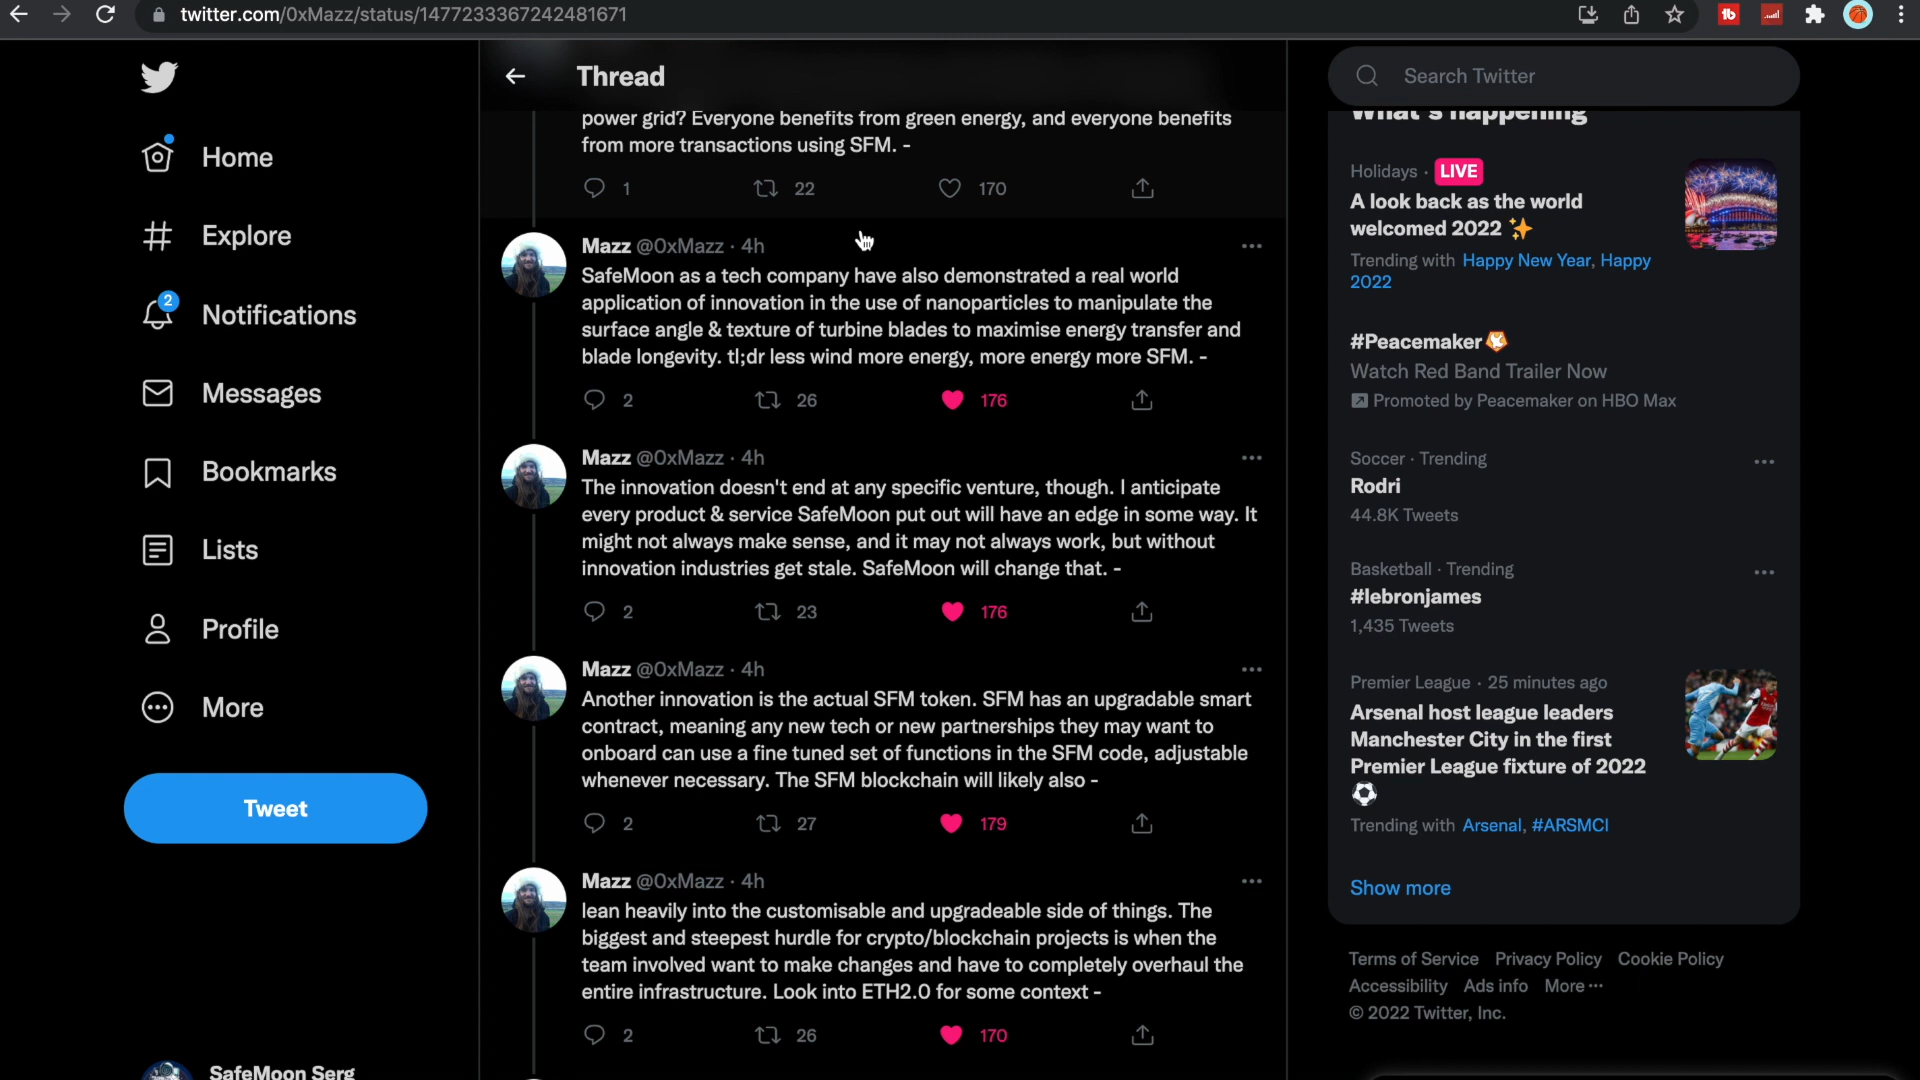 twitter.com/0xMazz/status/1477233367242481671
Home
Explore
2
Notifications
Messages
Bookmarks
Lists
Profile
More
Tweet
SafeMoon Serg
Thread
power grid? Everyone benefits from green energy, and everyone benefits
from more transactions using SFM. -
1 22 170
Mazz @0xMazz · 4h
SafeMoon as a tech company have also demonstrated a real world
application of innovation in the use of nanoparticles to manipulate the
surface angle & texture of turbine blades to maximise energy transfer and
blade longevity. tl;dr less wind more energy, more energy more SFM. -
2 26 176
Mazz @0xMazz · 4h
The innovation doesn't end at any specific venture, though. I anticipate
every product & service SafeMoon put out will have an edge in some way. It
might not always make sense, and it may not always work, but without
innovation industries get stale. SafeMoon will change that. -
2 23 176
Mazz @0xMazz · 4h
Another innovation is the actual SFM token. SFM has an upgradable smart
contract, meaning any new tech or new partnerships they may want to
onboard can use a fine tuned set of functions in the SFM code, adjustable
whenever necessary. The SFM blockchain will likely also -
2 27 179
Mazz @0xMazz · 4h
lean heavily into the customisable and upgradeable side of things. The
biggest and steepest hurdle for crypto/blockchain projects is when the
team involved want to make changes and have to completely overhaul the
entire infrastructure. Look into ETH2.0 for some context -
2 26 170
Search Twitter
What's happening
Holidays · LIVE
A look back as the world
welcomed 2022 ✨
Trending with Happy New Year, Happy
2022
#Peacemaker
Watch Red Band Trailer Now
Promoted by Peacemaker on HBO Max
Soccer · Trending
Rodri
44.8K Tweets
Basketball · Trending
#lebronjames
1,435 Tweets
Premier League · 25 minutes ago
Arsenal host league leaders
Manchester City in the first
Premier League fixture of 2022
⚽
Trending with Arsenal, #ARSMCI
Show more
Terms of Service Privacy Policy Cookie Policy
Accessibility Ads info More ···
© 2022 Twitter, Inc.